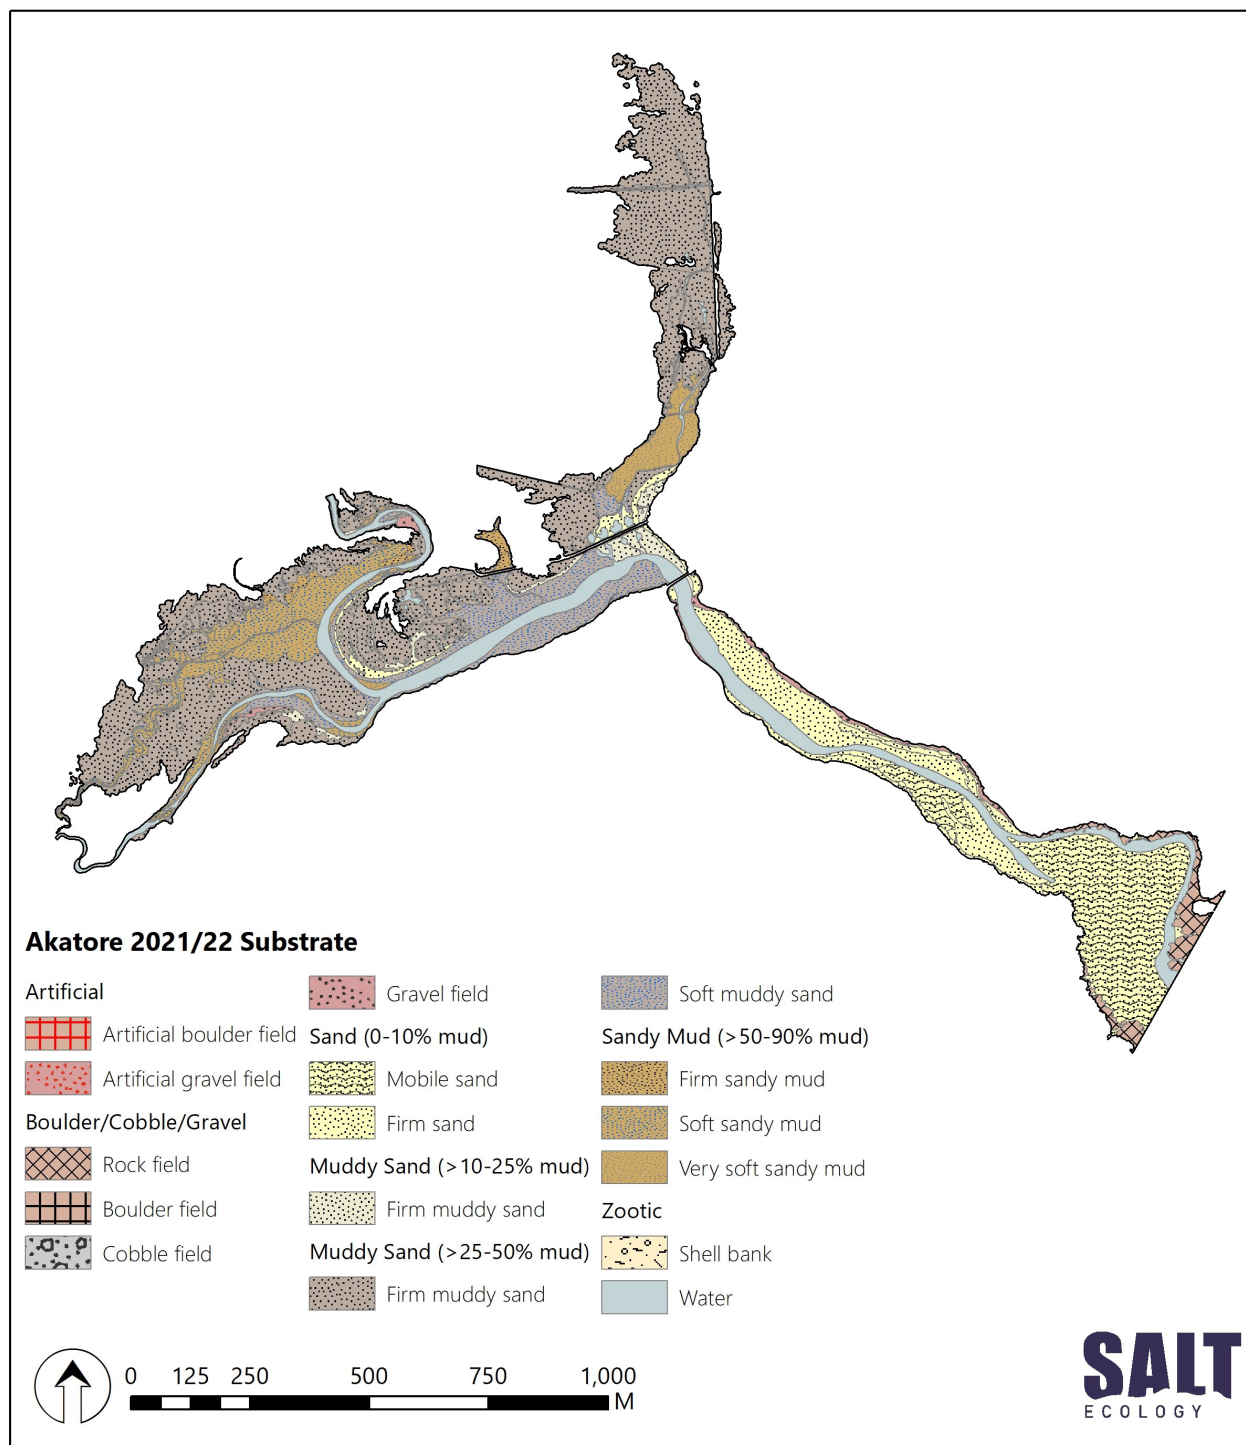 Akatore 2021/22 Substrate
Artificial
Artificial boulder field
Artificial gravel field
Boulder/Cobble/Gravel
Rock field
Boulder field
Cobble field
Gravel field
Sand (0-10% mud)
Mobile sand
Firm sand
Muddy Sand (>10-25% mud)
Firm muddy sand
Muddy Sand (>25-50% mud)
Firm muddy sand
Soft muddy sand
Sandy Mud (>50-90% mud)
Firm sandy mud
Soft sandy mud
Very soft sandy mud
Zootic
Shell bank
Water
0 125 250 500 750 1,000
M
SALT
ECOLOGY